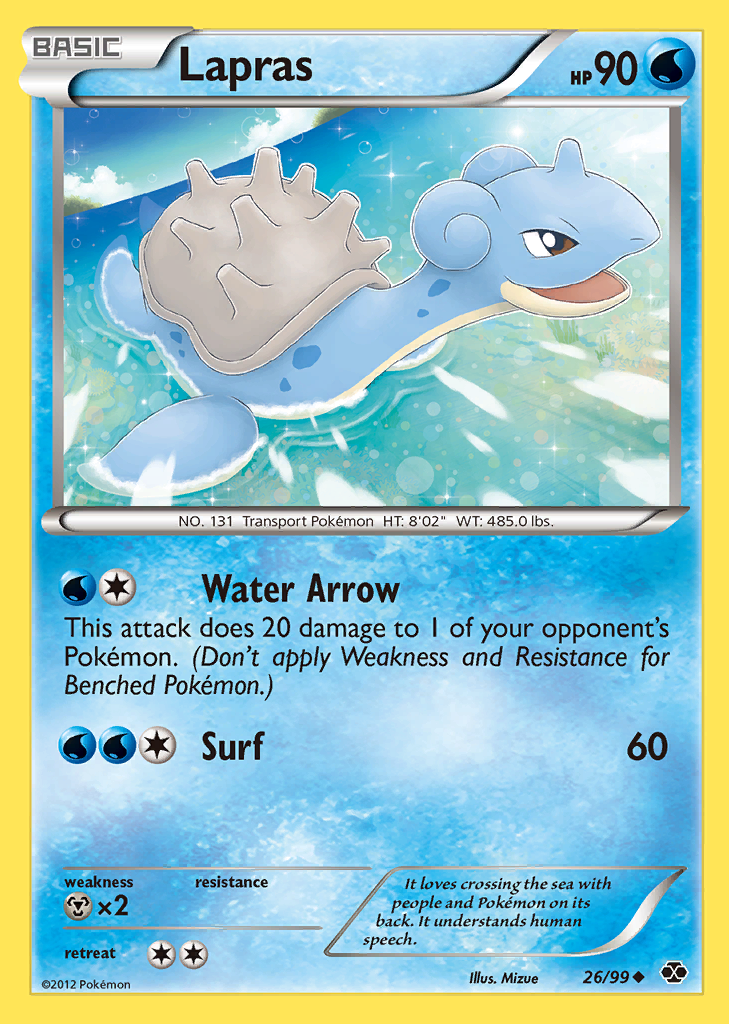 BASIC
Lapras
HP 90
NO. 131 Transport Pokémon HT: 8'02" WT: 485.0 lbs.
Water Arrow
This attack does 20 damage to 1 of your opponent's
Pokémon. (Don't apply Weakness and Resistance for
Benched Pokémon.)
Surf 60
weakness resistance
×2
It loves crossing the sea with
people and Pokémon on its
back. It understands human
speech.
retreat
©2012 Pokémon
Illus. Mizue 26/99